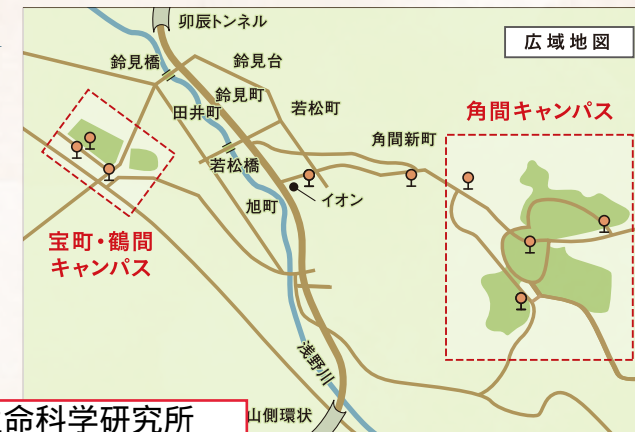 卯辰トンネル
広域地図
鈴見橋
鈴見台
鈴見町
田井町
若松町
角間キャンパス
角間新町
若松橋
旭町
イオン
宝町・鶴間
キャンパス
浅野川
山側環状
命科学研究所